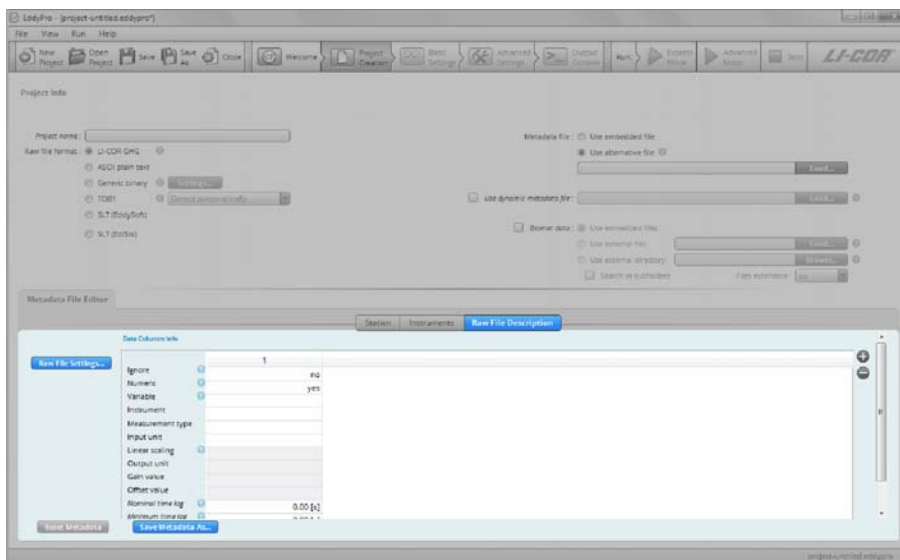 EddyPro - [project-untitled.eddypro*]
File View Run Help
New Project Open Project Save Save As Close Welcome Project Creation Basic Settings Advanced Settings Output Run: Express Mode Advanced Mode Stop LI-COR
Project Info
Project name :
Raw file format : LI-COR GHG
ASCII plain text
Generic binary Settings...
TOB1 Detect automatically
SLT (EddySoft)
SLT (EdiSol)
Metadata file : Use embedded file
Use alternative file
Load...
Use dynamic metadata file : Load...
Biomet data : Use embedded files
Use external file: Load...
Use external directory: Browse...
Search in subfolders Files extension:
Metadata File Editor
Station Instruments Raw File Description
Data Columns Info
Raw File Settings...
1
Ignore no
Numeric yes
Variable
Instrument
Measurement type
Input unit
Linear scaling
Output unit
Gain value
Offset value
Nominal time lag 0.00 [s]
Minimum time lag
Reset Metadata Save Metadata As...
project-untitled.eddypro